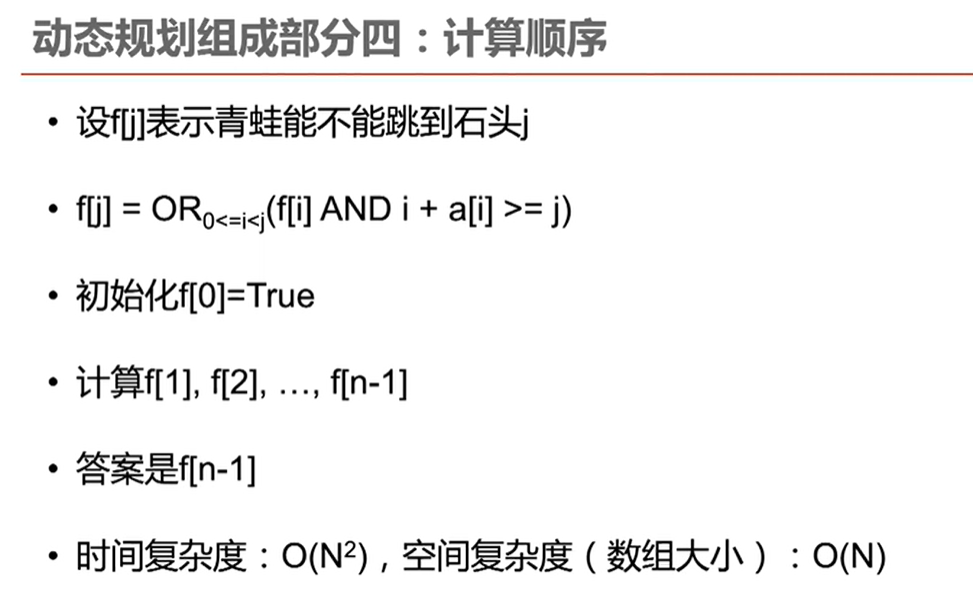 动态规划组成部分四：计算顺序
• 设f[j]表示青蛙能不能跳到石头j
• f[j] = OR0<=i<j(f[i] AND i + a[i] >= j)
• 初始化f[0]=True
• 计算f[1], f[2], …, f[n-1]
• 答案是f[n-1]
• 时间复杂度：O(N²)，空间复杂度（数组大小）：O(N)